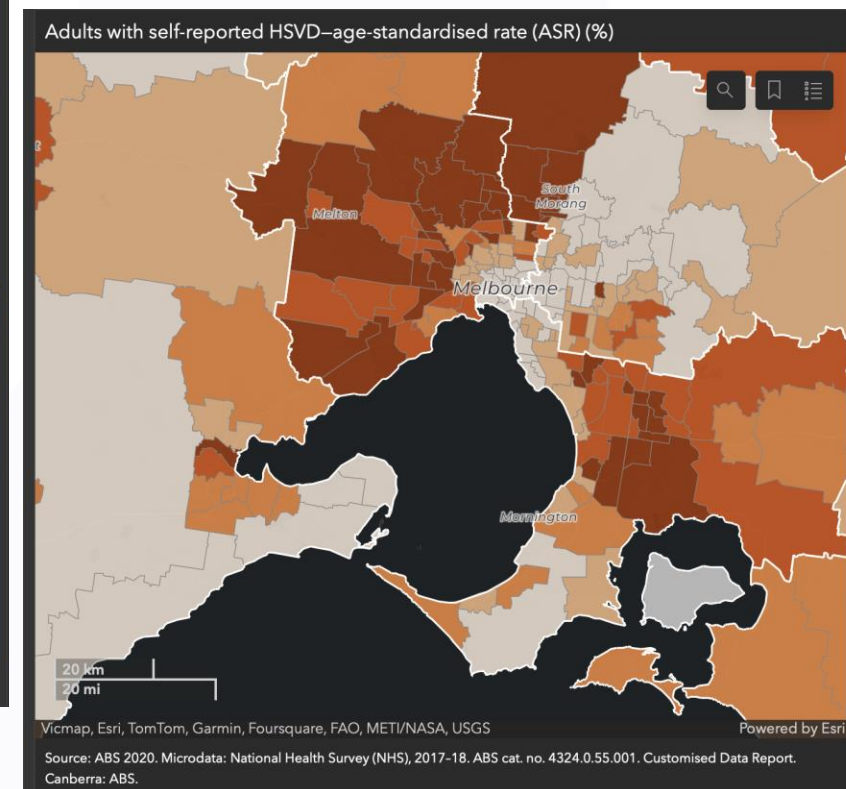 Adults with self-reported HSVD—age-standardised rate (ASR) (%)
South
Morang
Melton
Melbourne
Mornington
20 km
20 mi
Vicmap, Esri, TomTom, Garmin, Foursquare, FAO, METI/NASA, USGS
Powered by Esri
Source: ABS 2020. Microdata: National Health Survey (NHS), 2017–18. ABS cat. no. 4324.0.55.001. Customised Data Report.
Canberra: ABS.